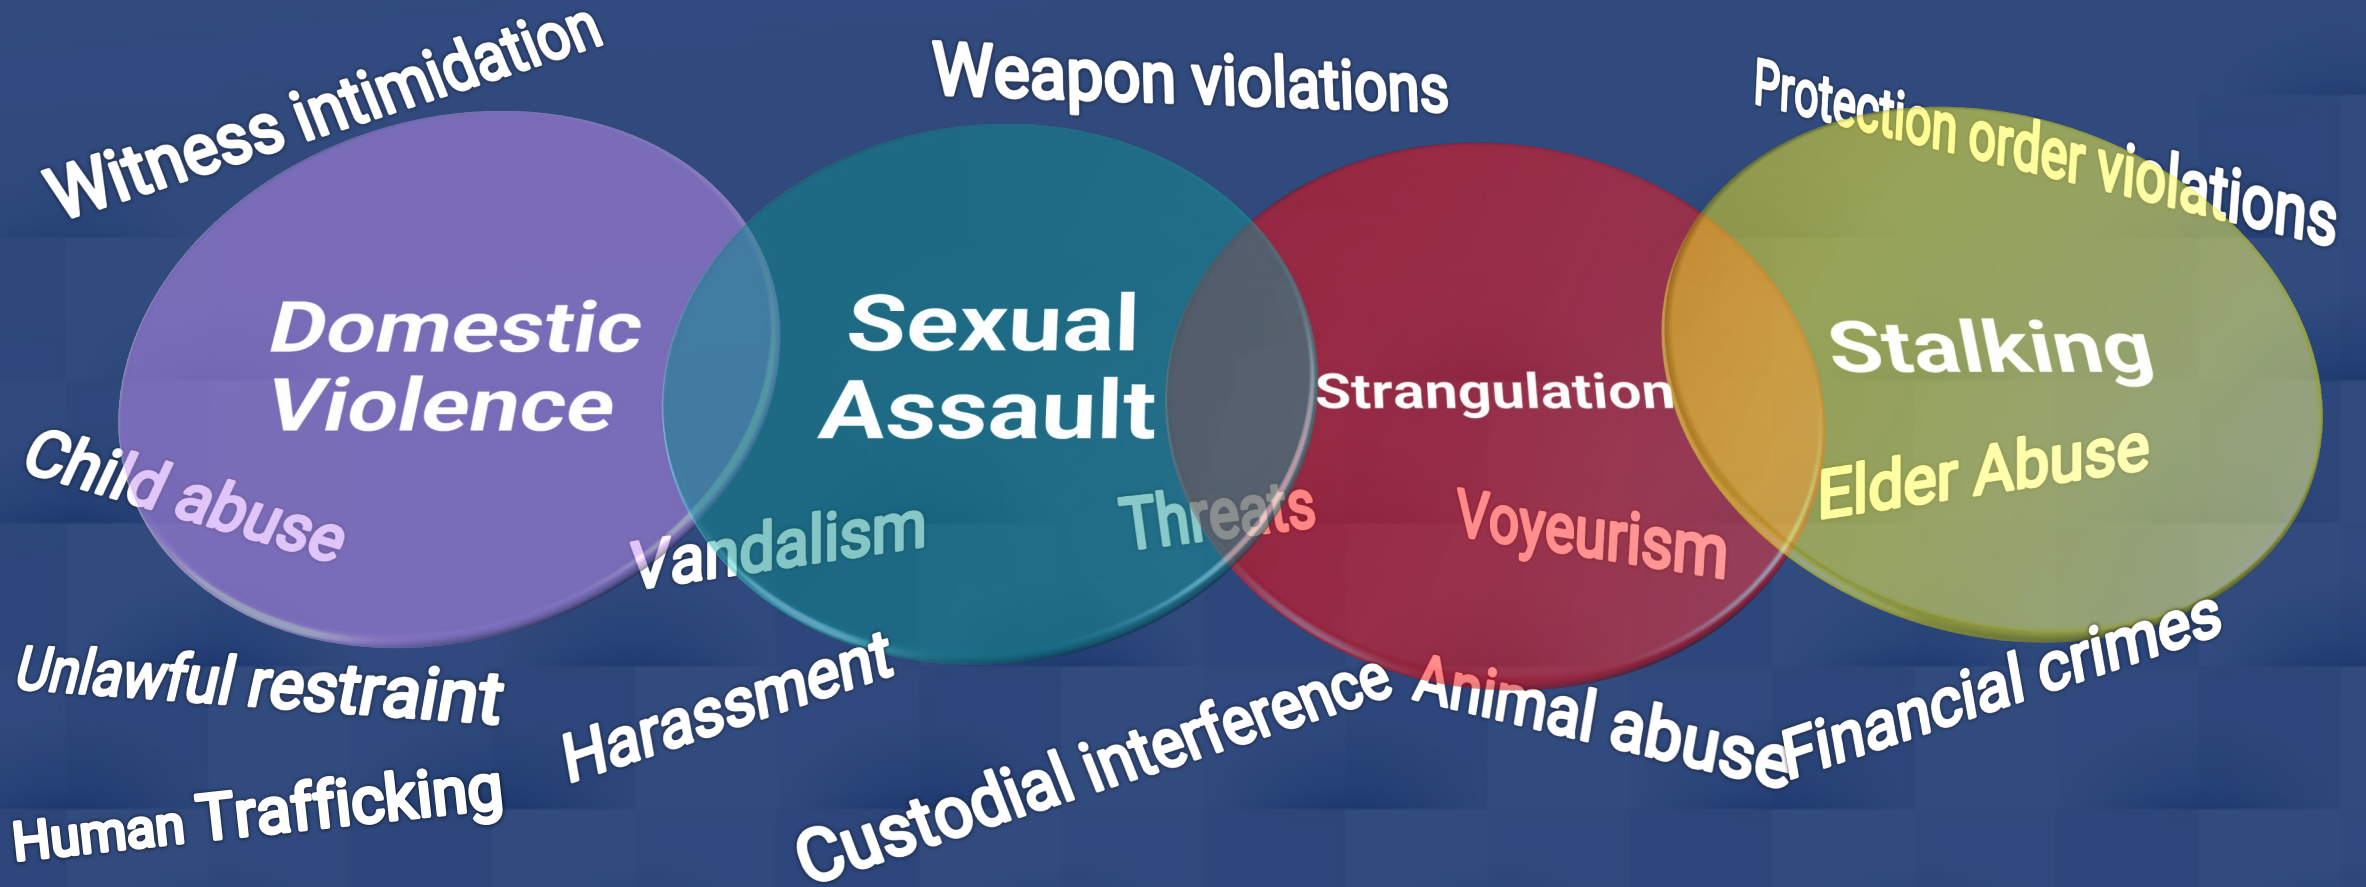 Witness intimidation
Weapon violations
Protection order violations
Domestic
Violence
Sexual
Assault
Strangulation
Stalking
Child abuse
Vandalism
Threats
Voyeurism
Elder Abuse
Unlawful restraint
Harassment
Custodial interference
Animal abuse
Financial crimes
Human Trafficking